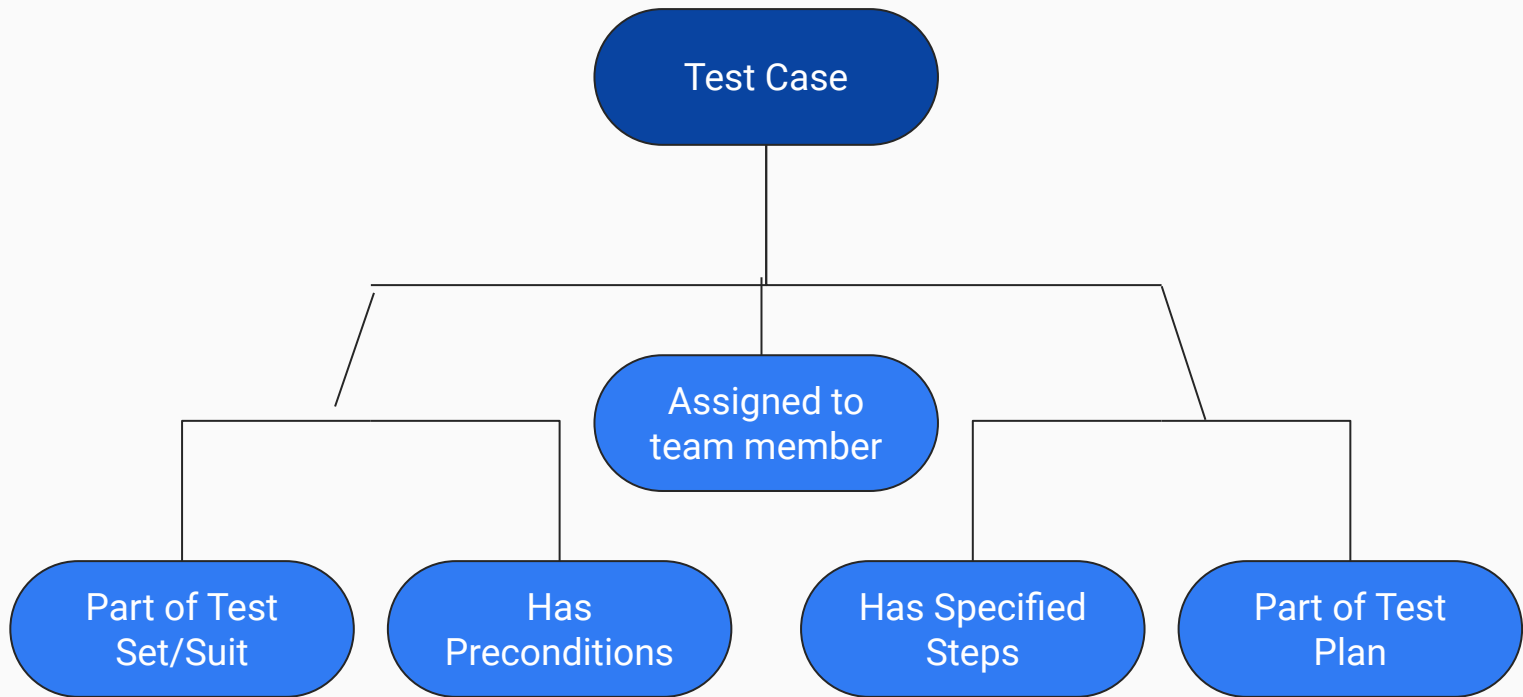 Test Case
Assigned to
team member
Part of Test
Set/Suit
Has
Preconditions
Has Specified
Steps
Part of Test
Plan